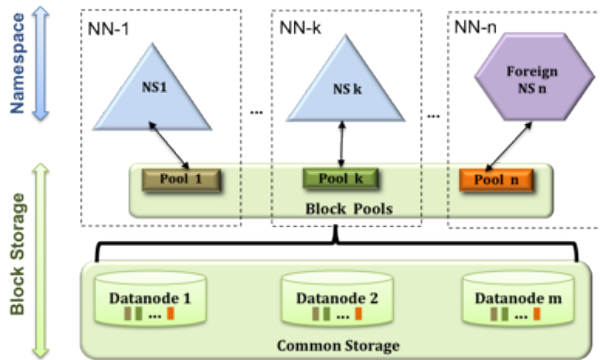 Namespace
NN-1
NN-k
NN-n
NS1
...
NS k
...
Foreign
NS n
Block Storage
Pool 1
Pool k
Pool n
Block Pools
Datanode 1
...
Datanode 2
...
Datanode m
...
Common Storage